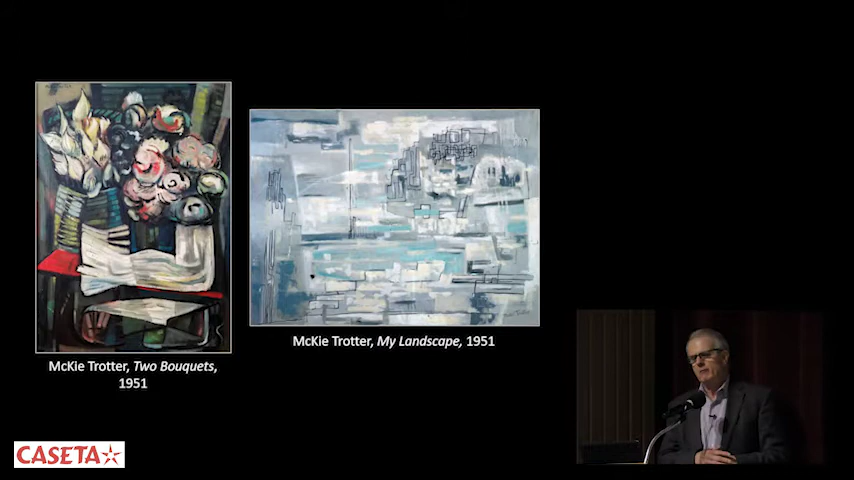 McKie Trotter, Two Bouquets,
1951
McKie Trotter, My Landscape, 1951
CASETA